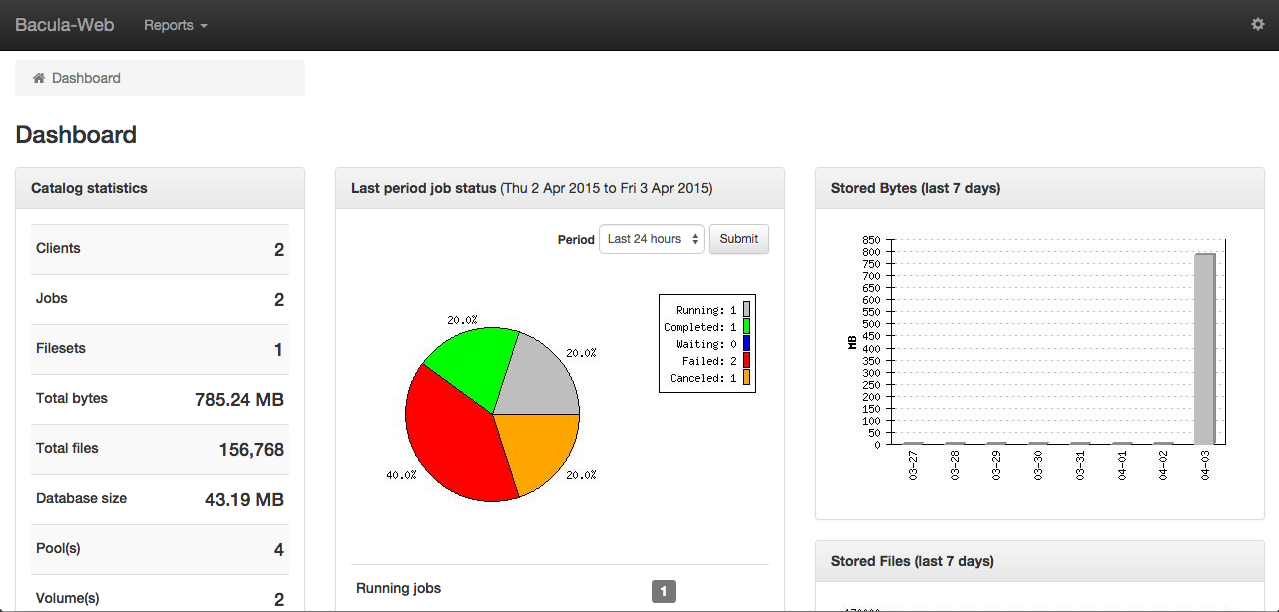 Bacula-Web Reports
Dashboard
Dashboard
Catalog statistics
Clients 2
Jobs 2
Filesets 1
Total bytes 785.24 MB
Total files 156,768
Database size 43.19 MB
Pool(s) 4
Volume(s) 2
Last period job status (Thu 2 Apr 2015 to Fri 3 Apr 2015)
Period Last 24 hours Submit
Running: 1
Completed: 1
Waiting: 0
Failed: 2
Canceled: 1
20.0%
20.0%
40.0%
20.0%
Running jobs 1
Stored Bytes (last 7 days)
850
800
750
700
650
600
550
500
450
400
350
300
250
200
150
100
50
0
MB
03-27
03-28
03-29
03-30
03-31
04-01
04-02
04-03
Stored Files (last 7 days)